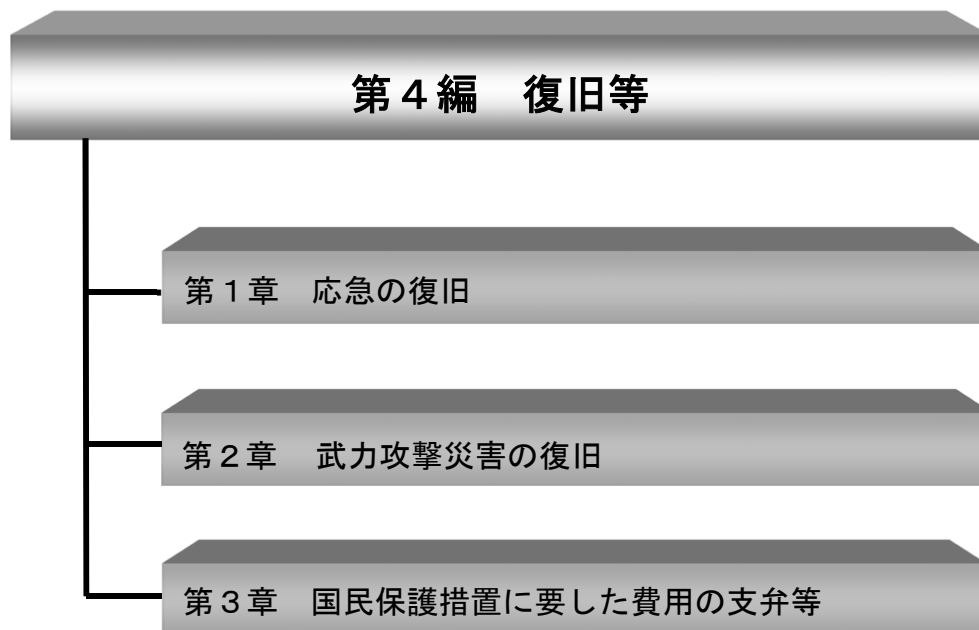 第４編　復旧等
第１章　応急の復旧
第２章　武力攻撃災害の復旧
第３章　国民保護措置に要した費用の支弁等